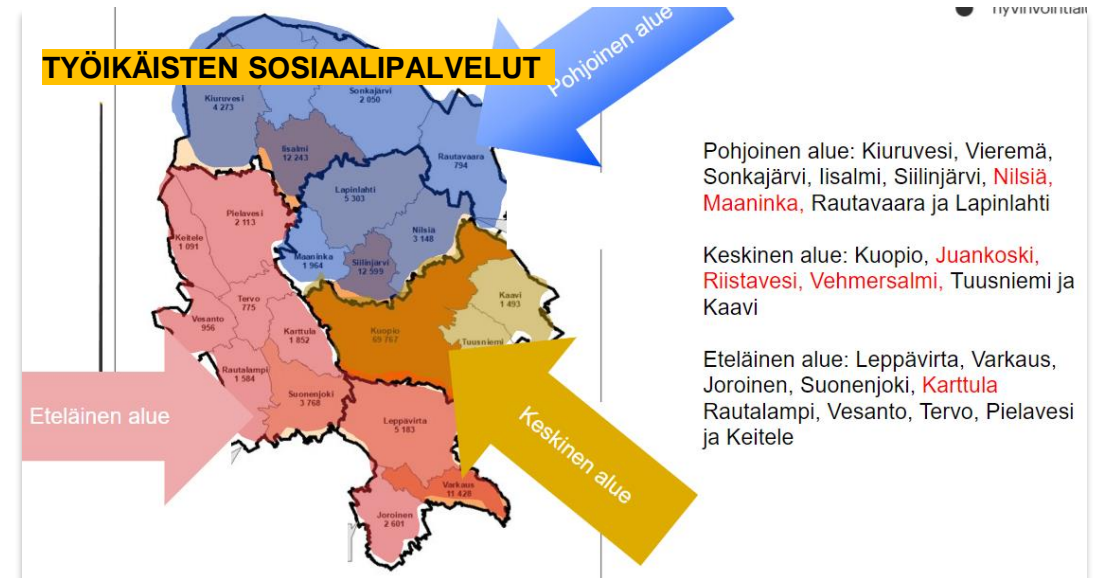 hyvinvointialu
TYÖIKÄISTEN SOSIAALIPALVELUT
Pohjoinen alue
Kiuruvesi
4 273
Sonkajärvi
2 050
Iisalmi
12 243
Rautavaara
794
Lapinlahti
5 303
Pielavesi
2 113
Nilsiä
3 148
Keitele
1 091
Maaninka
1 964
Siilinjärvi
12 599
Kaavi
1 493
Tervo
775
Vesanto
956
Karttula
1 852
Kuopio
69 767
Tuusniemi
Rautalampi
1 584
Suonenjoki
3 768
Leppävirta
5 183
Varkaus
11 428
Joroinen
2 601
Eteläinen alue
Keskinen alue
Pohjoinen alue: Kiuruvesi, Vieremä,
Sonkajärvi, Iisalmi, Siilinjärvi, Nilsiä,
Maaninka, Rautavaara ja Lapinlahti
Keskinen alue: Kuopio, Juankoski,
Riistavesi, Vehmersalmi, Tuusniemi ja
Kaavi
Eteläinen alue: Leppävirta, Varkaus,
Joroinen, Suonenjoki, Karttula
Rautalampi, Vesanto, Tervo, Pielavesi
ja Keitele